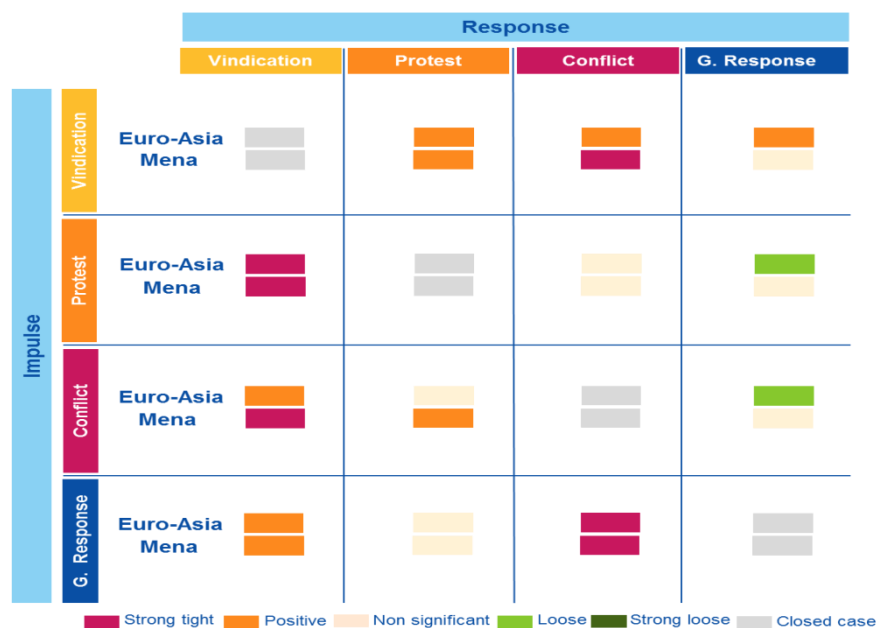 Response
Vindication Protest Conflict G. Response
Impulse
Vindication
Euro-Asia
Mena
Protest
Euro-Asia
Mena
Conflict
Euro-Asia
Mena
G. Response
Euro-Asia
Mena
Strong tight Positive Non significant Loose Strong loose Closed case